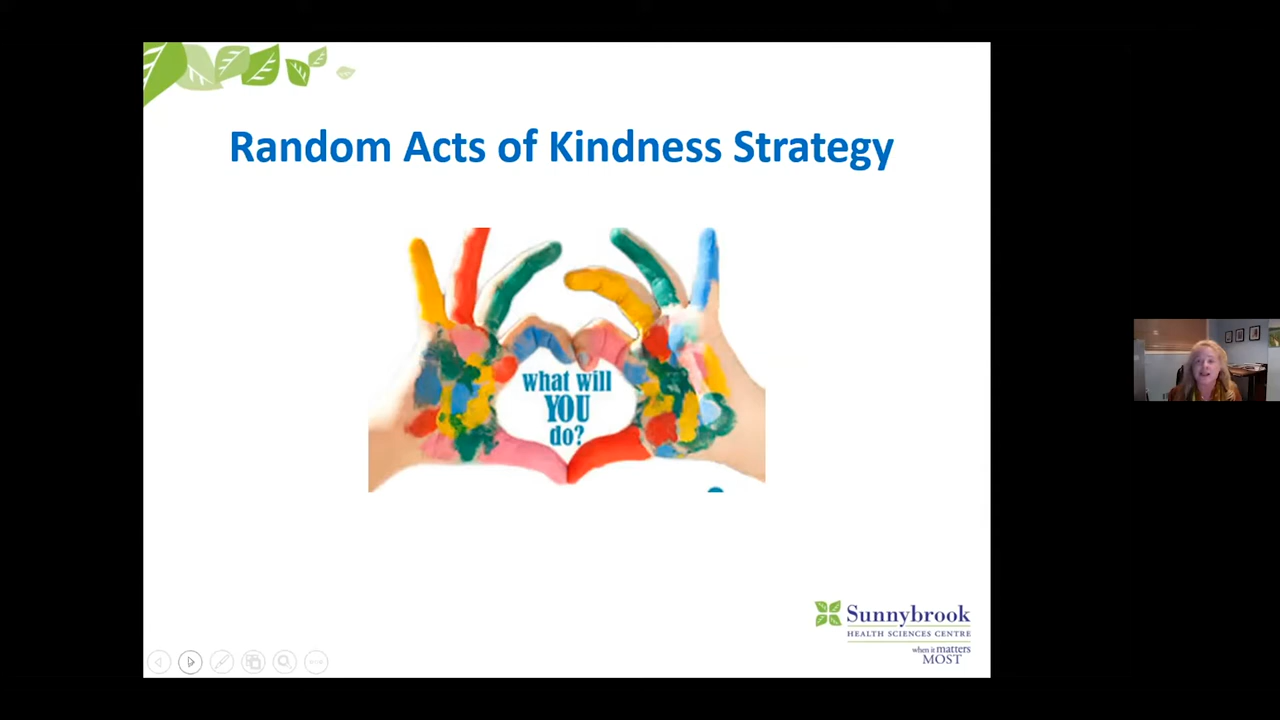 Random Acts of Kindness Strategy
what will
YOU
do?
Sunnybrook
HEALTH SCIENCES CENTRE
when it matters
MOST